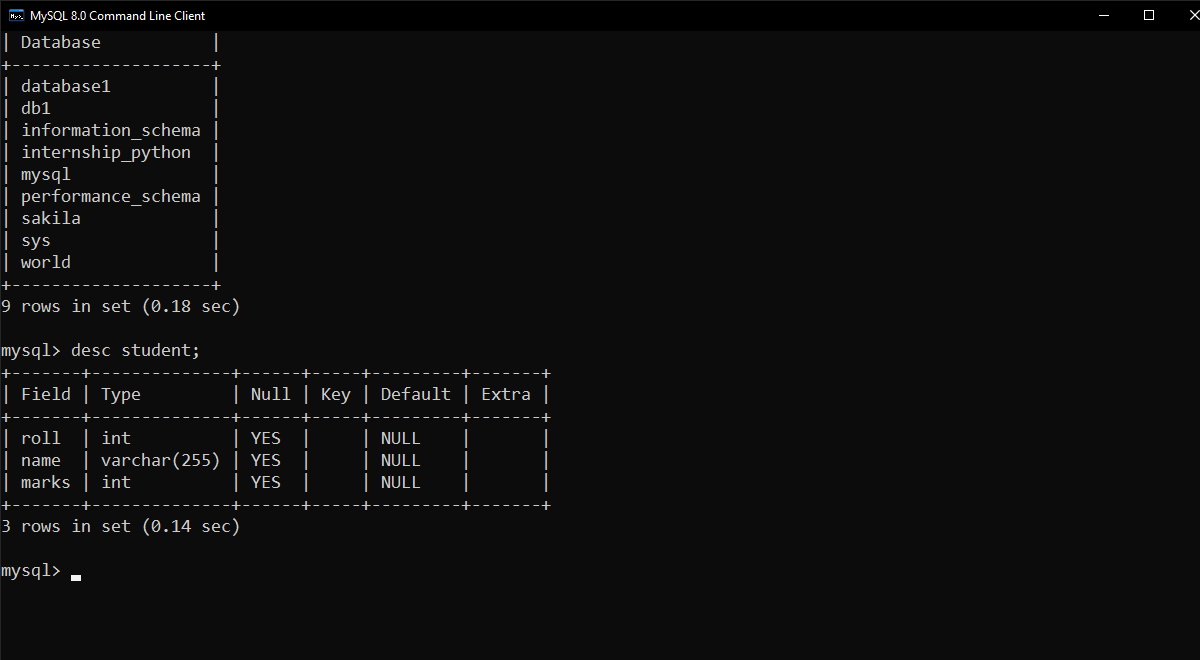 MySQL 8.0 Command Line Client
| Database           |
+--------------------+
| database1          |
| db1                |
| information_schema |
| internship_python  |
| mysql              |
| performance_schema |
| sakila             |
| sys                |
| world              |
+--------------------+
9 rows in set (0.18 sec)
mysql> desc student;
+-------+--------------+------+-----+---------+-------+
| Field | Type         | Null | Key | Default | Extra |
+-------+--------------+------+-----+---------+-------+
| roll  | int          | YES  |     | NULL    |       |
| name  | varchar(255) | YES  |     | NULL    |       |
| marks | int          | YES  |     | NULL    |       |
+-------+--------------+------+-----+---------+-------+
3 rows in set (0.14 sec)
mysql>